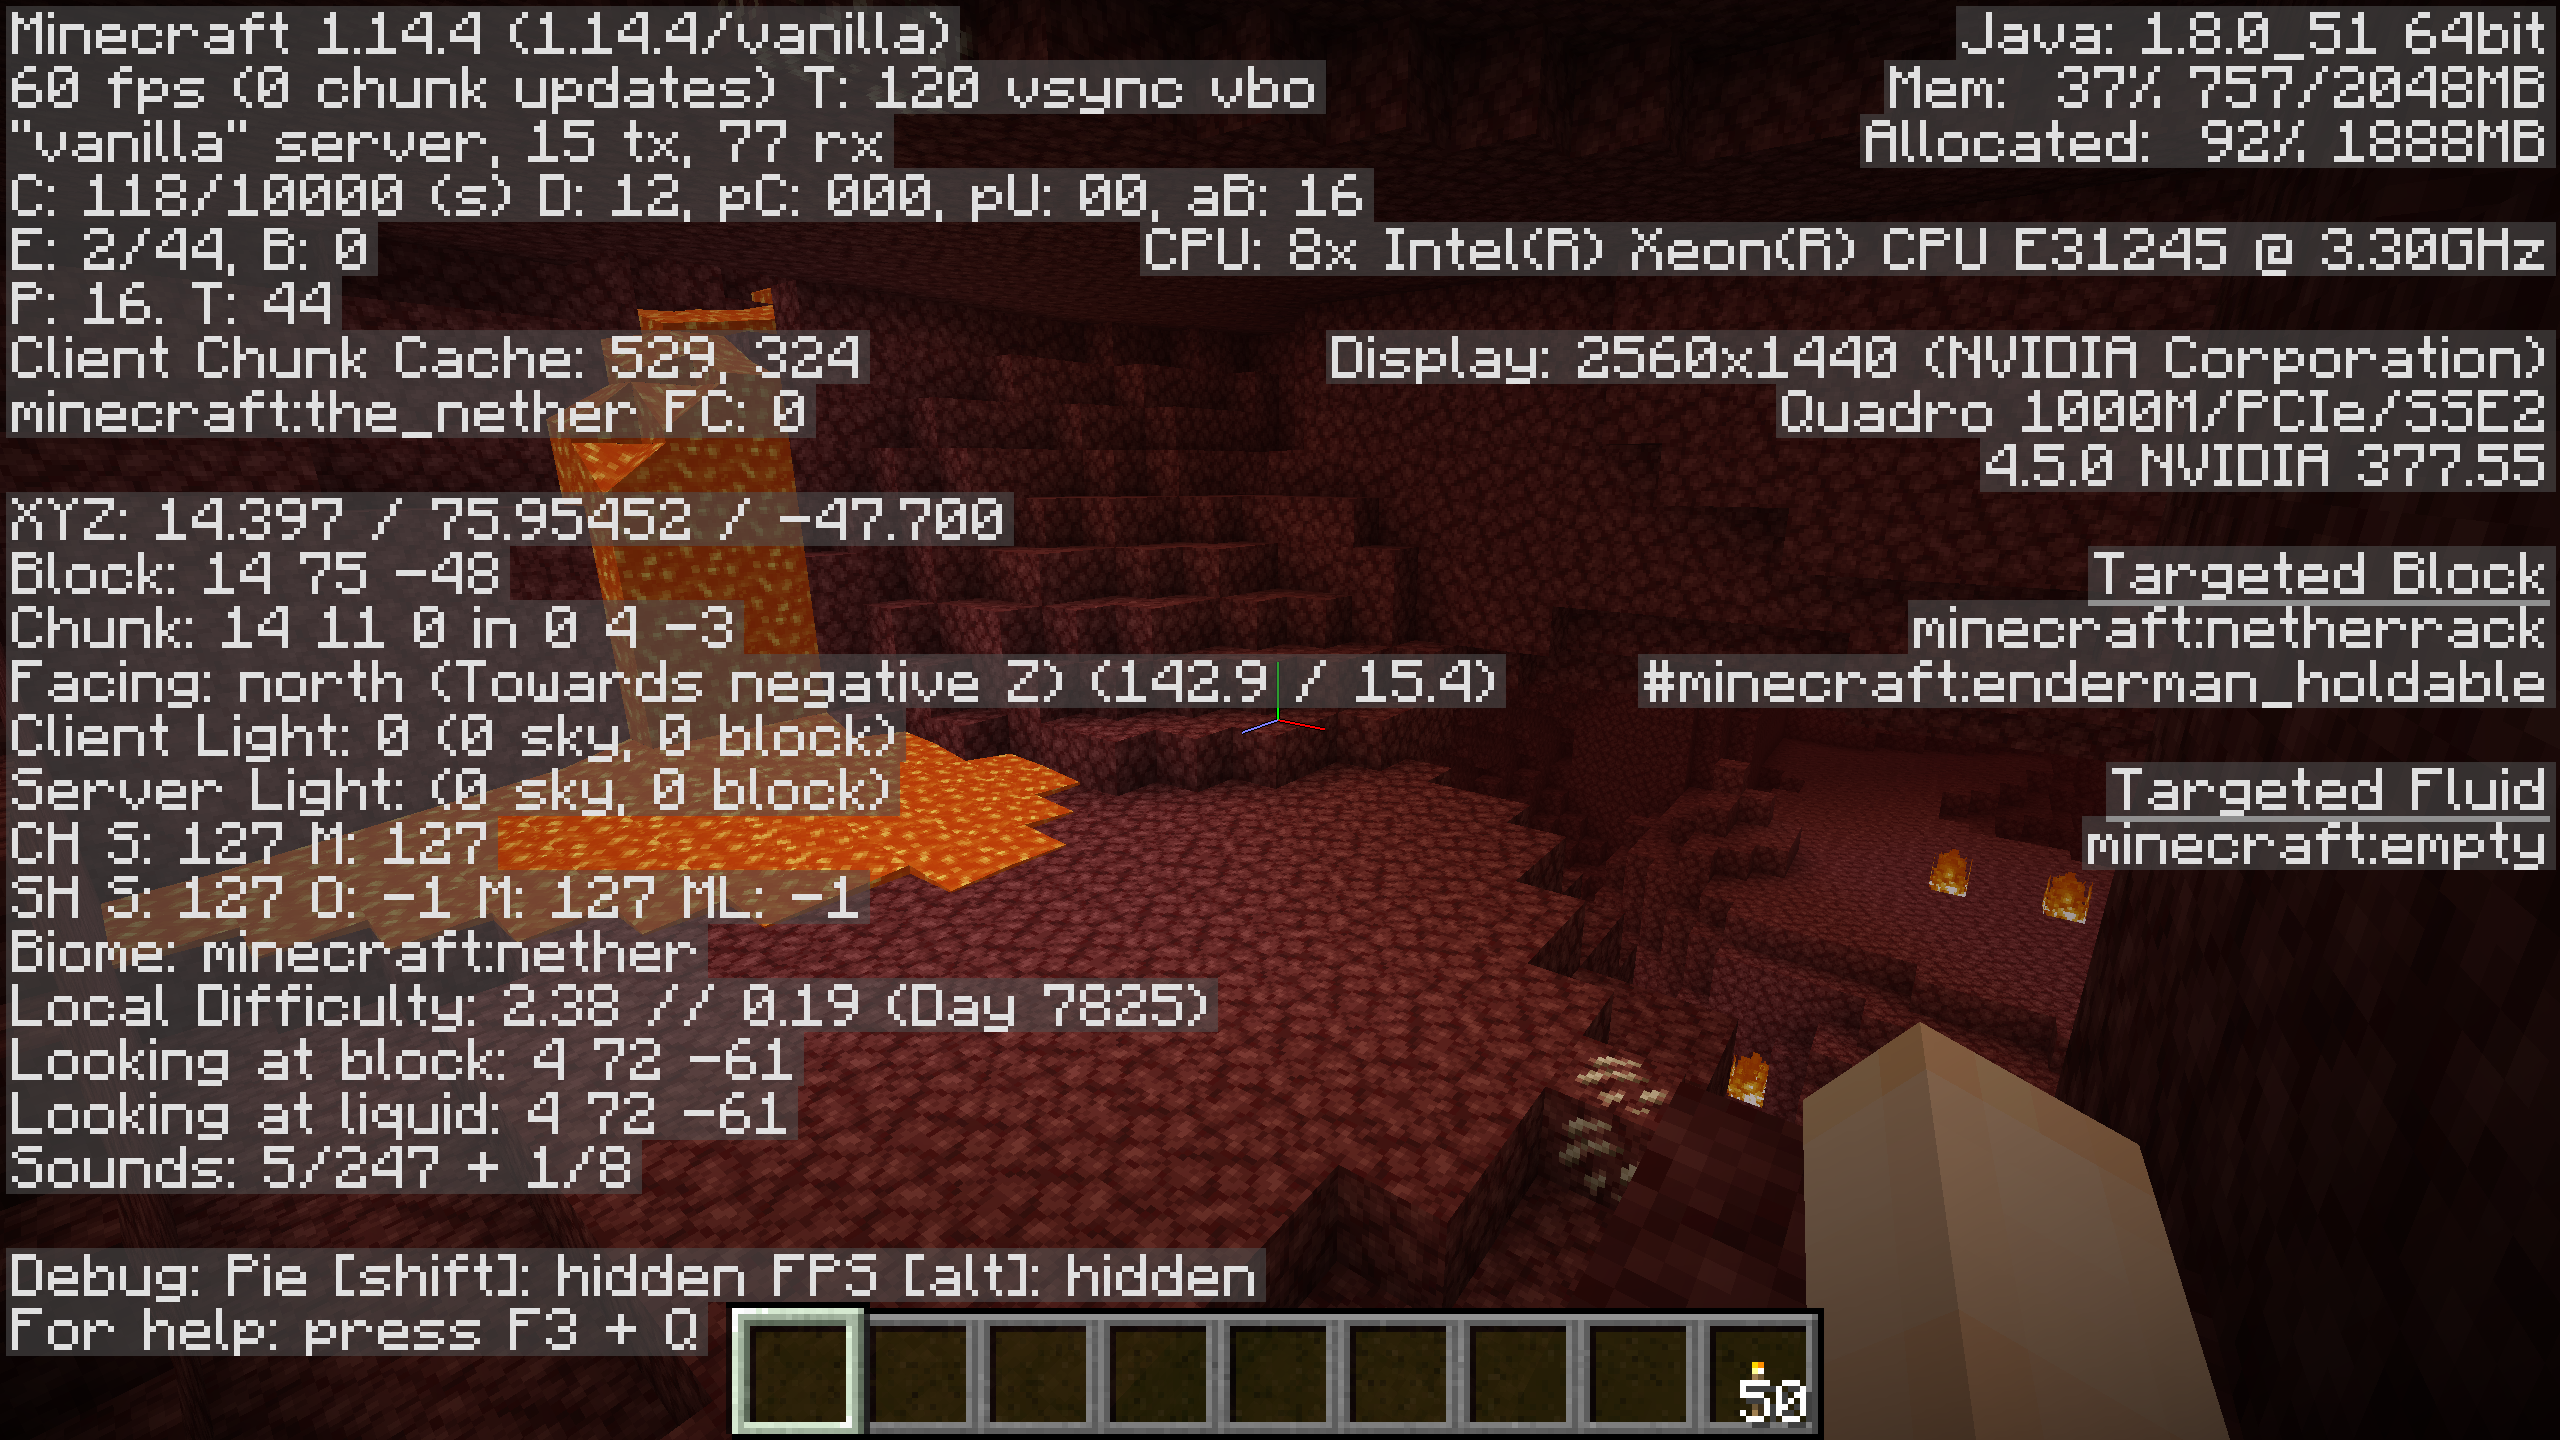 Minecraft 1.14.4 (1.14.4/vanilla)
60 fps (0 chunk updates) T: 120 vsync vbo
"vanilla" server, 15 tx, 77 rx
C: 118/10000 (s) D: 12, pC: 000, pU: 00, aB: 16
E: 2/44, B: 0
P: 16. T: 44
Client Chunk Cache: 529, 324
minecraft:the_nether FC: 0
XYZ: 14.397 / 75.95452 / -47.700
Block: 14 75 -48
Chunk: 14 11 0 in 0 4 -3
Facing: north (Towards negative Z) (142.9 / 15.4)
Client Light: 0 (0 sky, 0 block)
Server Light: (0 sky, 0 block)
CH S: 127 M: 127
SH S: 127 O: -1 M: 127 ML: -1
Biome: minecraft:nether
Local Difficulty: 2.38 // 0.19 (Day 7825)
Looking at block: 4 72 -61
Looking at liquid: 4 72 -61
Sounds: 5/247 + 1/8
Debug: Pie [shift]: hidden FPS [alt]: hidden
For help: press F3 + Q
Java: 1.8.0_51 64bit
Mem: 37% 757/2048MB
Allocated: 92% 1888MB
CPU: 8x Intel(R) Xeon(R) CPU E31245 @ 3.30GHz
Display: 2560x1440 (NVIDIA Corporation)
Quadro 1000M/PCIe/SSE2
4.5.0 NVIDIA 377.55
Targeted Block
minecraft:netherrack
#minecraft:enderman_holdable
Targeted Fluid
minecraft:empty
50